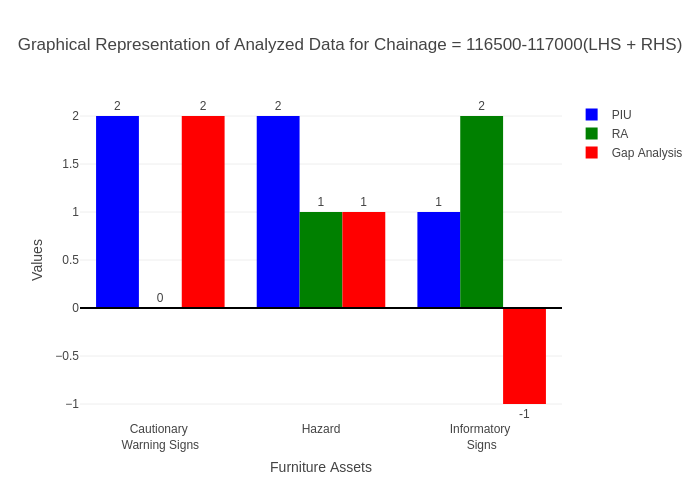 Graphical Representation of Analyzed Data for Chainage = 116500-117000(LHS + RHS)
2
2
2
2
2
PIU
RA
Gap Analysis
1.5
1
1
1
1
Values
0.5
0
0
−0.5
−1
-1
Cautionary
Warning Signs
Hazard
Informatory
Signs
Furniture Assets